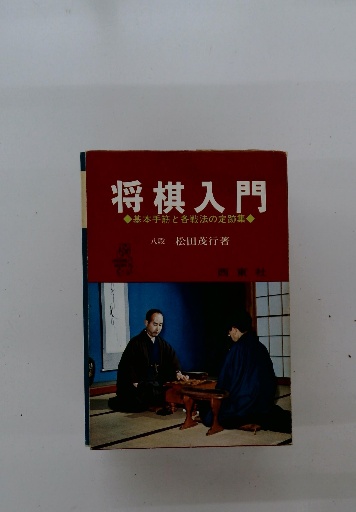 将棋入門
◆基本手筋と各戦法の定跡集◆
八段 松田茂行著